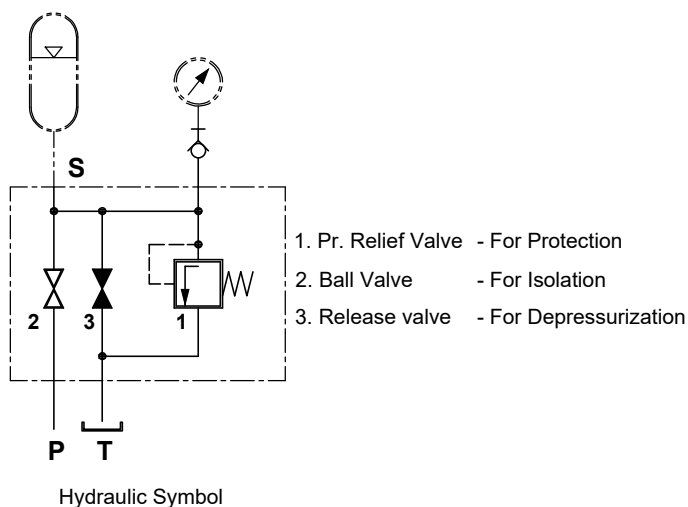 S
1. Pr. Relief Valve - For Protection
2. Ball Valve - For Isolation
3. Release valve - For Depressurization
2 3 1
P T
Hydraulic Symbol